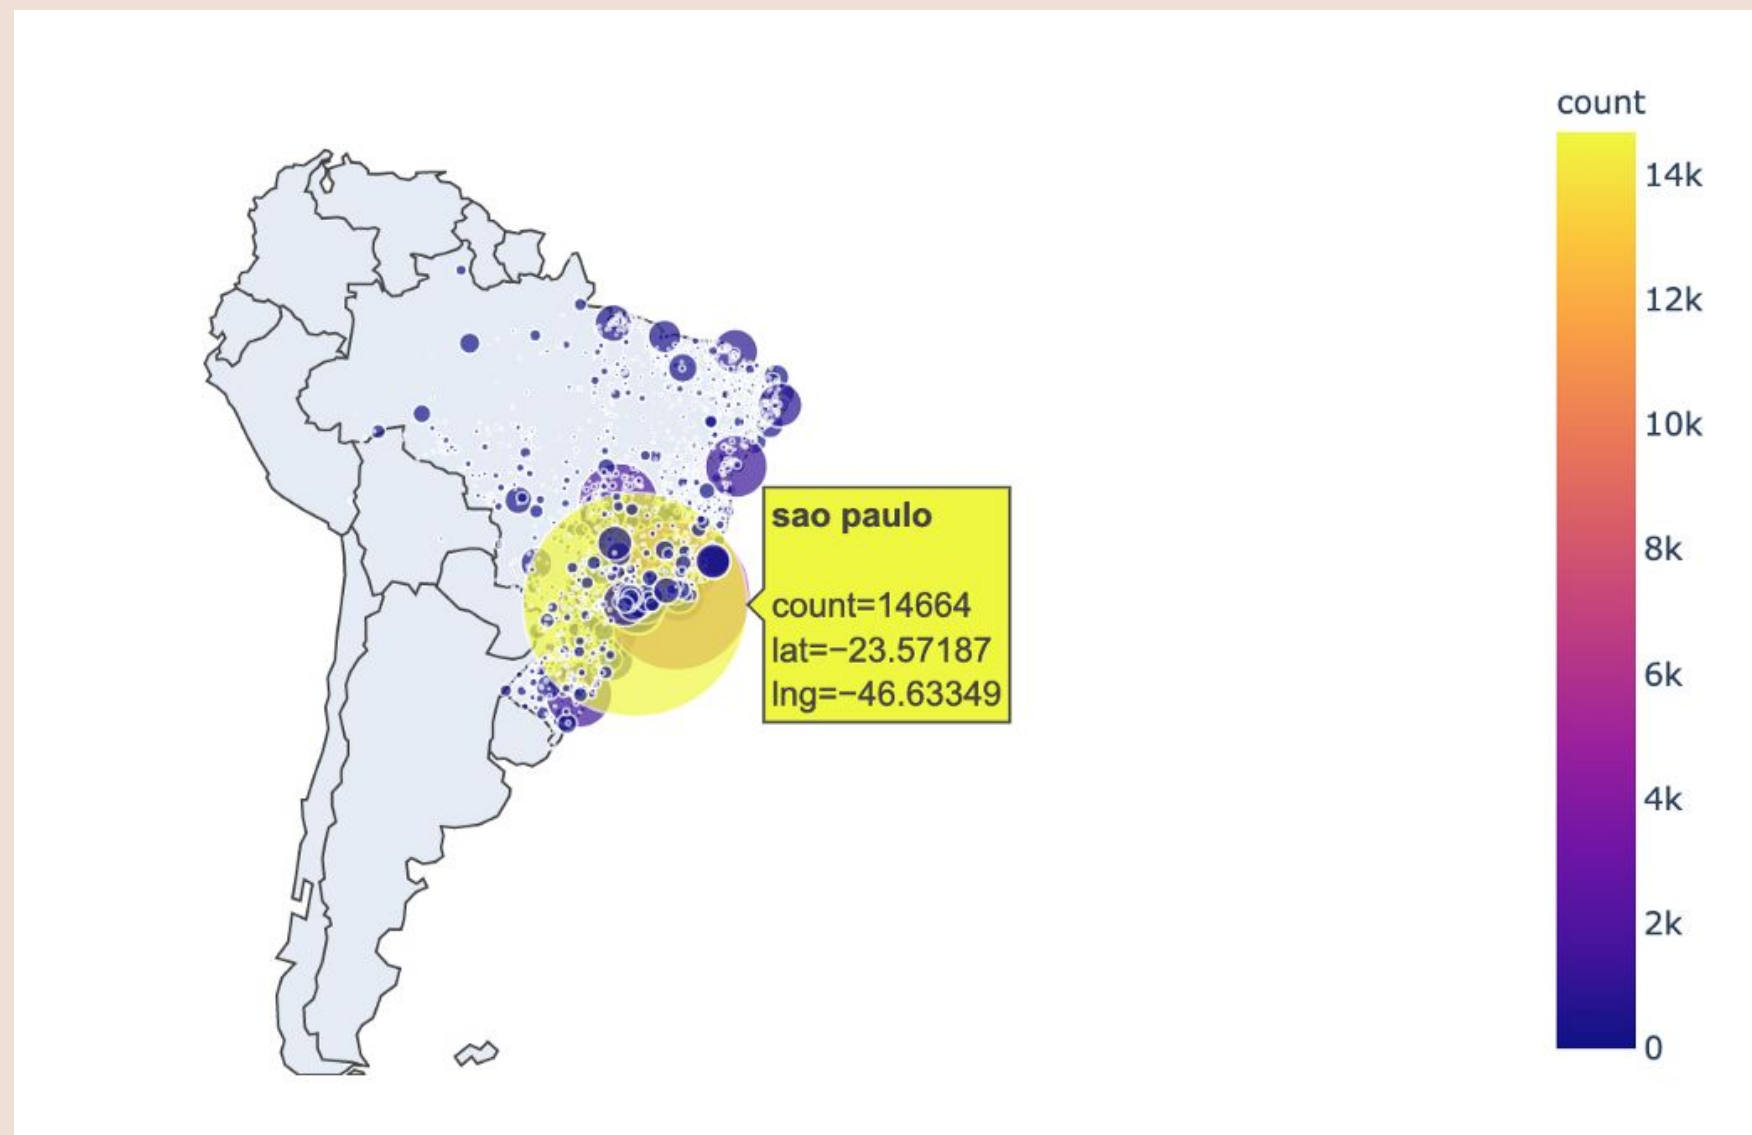 count
14k
12k
10k
8k
6k
4k
2k
0
sao paulo
count=14664
lat=−23.57187
lng=−46.63349